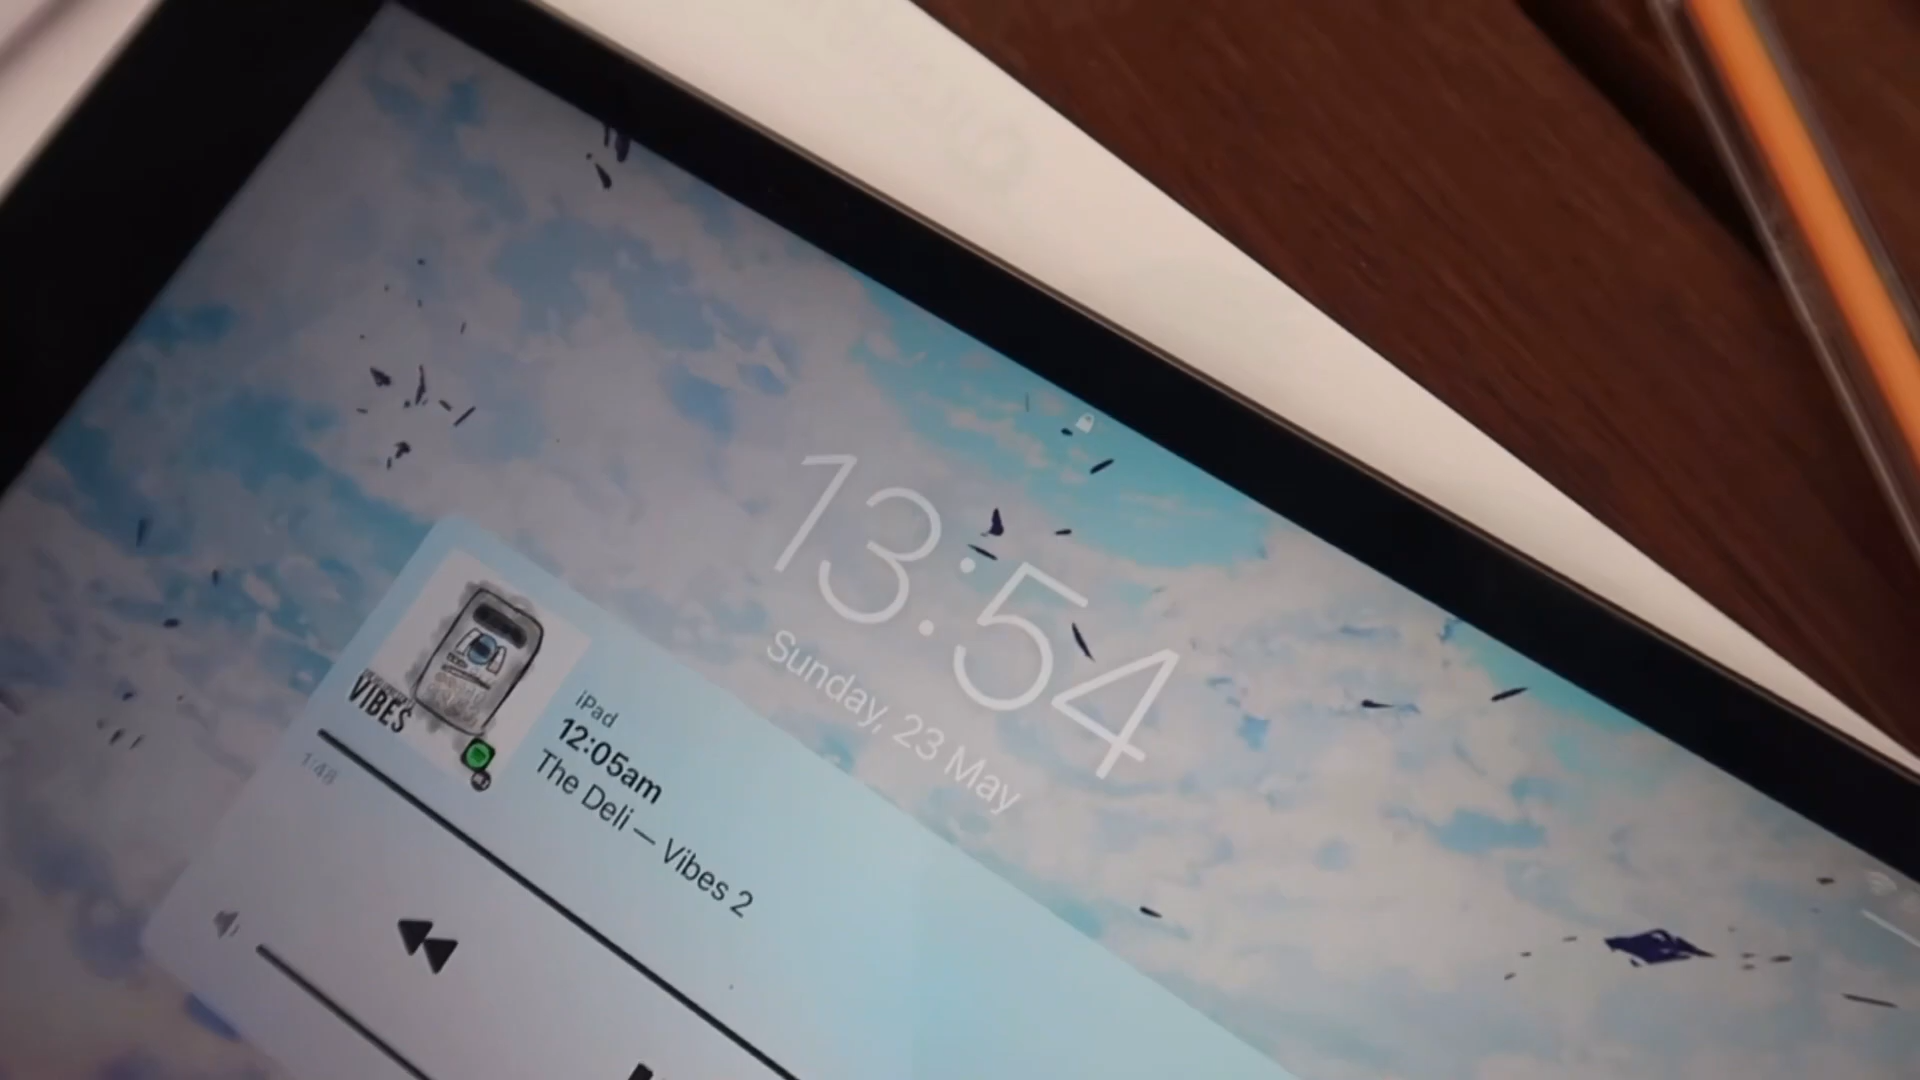 13:54
Sunday, 23 May
VIBES
iPad
12:05am
The Deli — Vibes 2
1:48